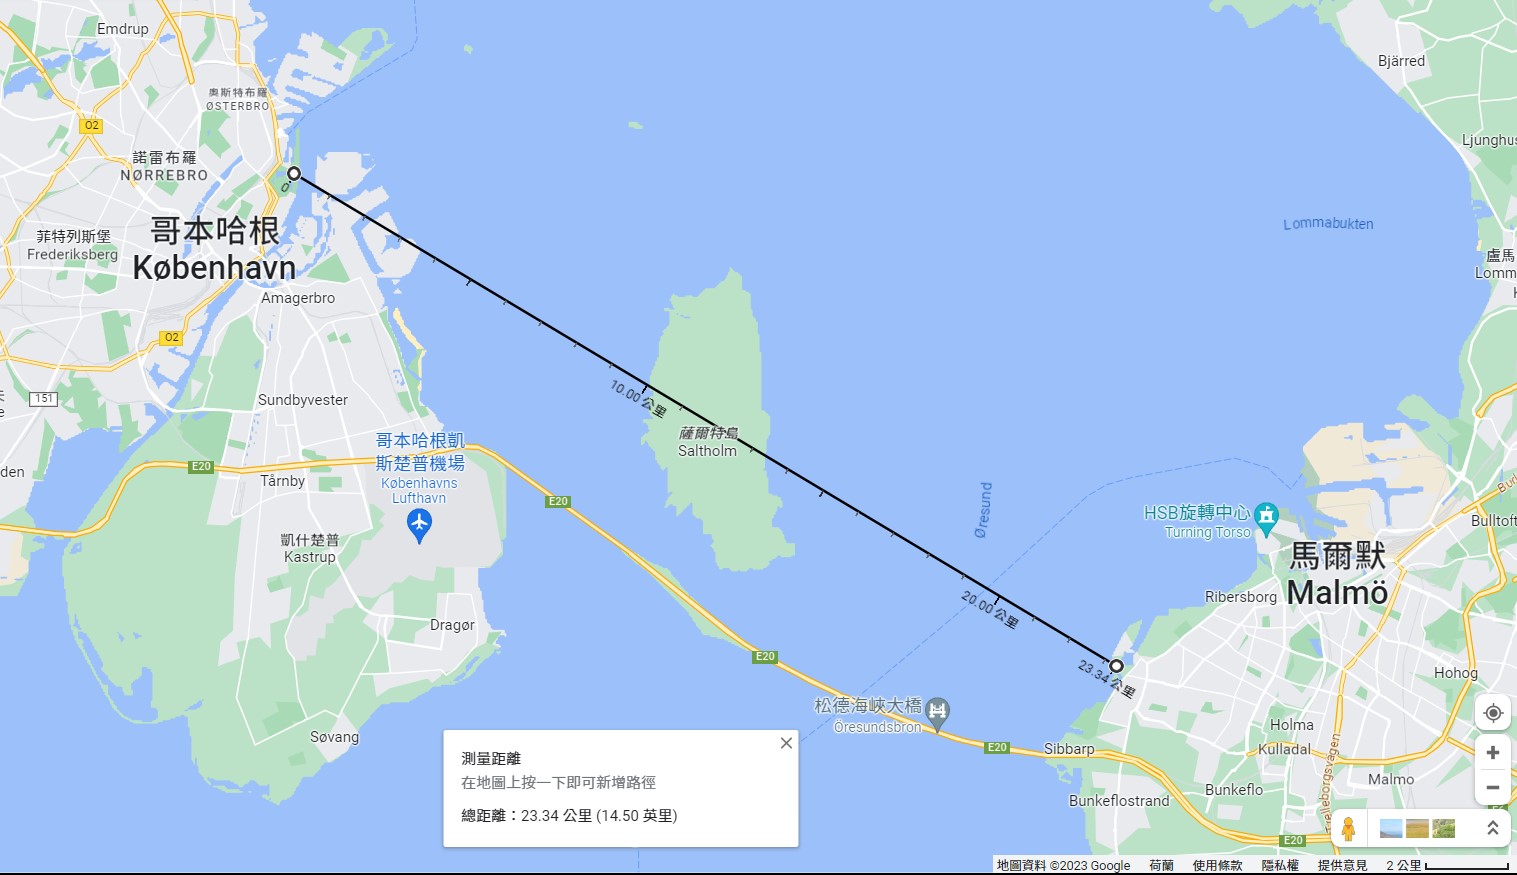 Emdrup
Bjärred
奧斯特布羅
ØSTERBRO
O2
Ljunghus
諾雷布羅
NØRREBRO
0
哥本哈根
København
菲特列斯堡
Frederiksberg
Lommabukten
盧馬
Lomm
Amagerbro
O2
10.00 公里
151
Sundbyvester
薩爾特島
Saltholm
哥本哈根凱
斯楚普機場
Københavns
Lufthavn
E20
Tårnby
den
E20
Øresund
HSB旋轉中心
Turning Torso
Bulltoft
凱什楚普
Kastrup
馬爾默
Malmö
Ribersborg
20.00 公里
Dragør
E20
23.34 公里
Hohog
松德海峽大橋
Öresundsbron
Søvang
E20
Sibbarp
Holma
Kulladal
Malmo
Bunkeflo
Bunkeflostrand
E20
測量距離
在地圖上按一下即可新增路徑
總距離：23.34 公里 (14.50 英里)
地圖資料 ©2023 Google 荷蘭 使用條款 隱私權 提供意見 2 公里